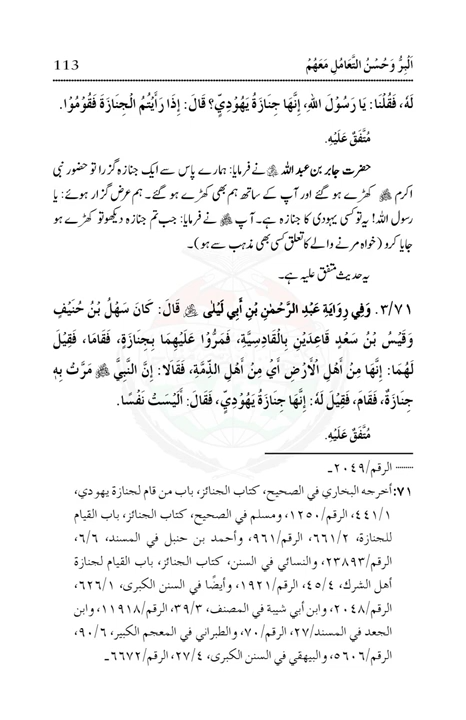 اَلْبِرُّ وَحُسْنُ التَّعَامُلِ مَعَهُمْ 113
لَهُ، فَقُلْنَا: يَا رَسُوْلَ اللهِ، إِنَّهَا جِنَازَةُ يَهُوْدِيٍّ؟ قَالَ: إِذَا رَأَيْتُمُ الْجِنَازَةَ فَقُوْمُوْا.
مُتَّفَقٌ عَلَيْهِ.
حضرت جابر بن عبد اللہ ؓ نے فرمایا: ہمارے پاس سے ایک جنازہ گزرا تو حضور نبی
اکرم ﷺ کھڑے ہو گئے اور آپ کے ساتھ ہم بھی کھڑے ہو گئے۔ ہم عرض گزار ہوئے: یا
رسول اللہ! یہ تو کسی یہودی کا جنازہ ہے۔ آپ ﷺ نے فرمایا: جب تم جنازہ دیکھو تو کھڑے ہو
جایا کرو (خواہ مرنے والے کا تعلق کسی بھی مذہب سے ہو)۔
یہ حدیث متفق علیہ ہے۔
٣/٧١. وَفِي رِوَايَةِ عَبْدِ الرَّحْمٰنِ بْنِ أَبِي لَيْلٰى ؓ قَالَ: كَانَ سَهْلُ بْنُ حُنَيْفٍ
وَقَيْسُ بْنُ سَعْدٍ قَاعِدَيْنِ بِالْقَادِسِيَّةِ، فَمَرُّوْا عَلَيْهِمَا بِجِنَازَةٍ، فَقَامَا، فَقِيْلَ
لَهُمَا: إِنَّهَا مِنْ أَهْلِ الْأَرْضِ أَيْ مِنْ أَهْلِ الذِّمَّةِ، فَقَالَا: إِنَّ النَّبِيَّ ﷺ مَرَّتْ بِهِ
جِنَازَةٌ، فَقَامَ، فَقِيْلَ لَهُ: إِنَّهَا جِنَازَةُ يَهُوْدِيٍّ، فَقَالَ: أَلَيْسَتْ نَفْسًا.
مُتَّفَقٌ عَلَيْهِ.
........ الرقم/٢٠٤٩ـ
٧١: أخرجه البخاري في الصحيح، كتاب الجنائز، باب من قام لجنازة يهودي،
٤٤١/١، الرقم/١٢٥٠، ومسلم في الصحيح، كتاب الجنائز، باب القيام
للجنازة، ٦٦١/٢، الرقم/٩٦١، وأحمد بن حنبل في المسند، ٦/٦،
الرقم/٢٣٨٩٣، والنسائي في السنن، كتاب الجنائز، باب القيام لجنازة
أهل الشرك، ٤٥/٤، الرقم/١٩٢١، وأيضًا في السنن الكبرى، ٦٢٦/١،
الرقم/٢٠٤٨، وابن أبي شيبة في المصنف، ٣٩/٣، الرقم/١١٩١٨، وابن
الجعد في المسند/٢٧، الرقم/٧٠، والطبراني في المعجم الكبير، ٩٠/٦،
الرقم/٥٦٠٦، والبيهقي في السنن الكبرى، ٢٧/٤، الرقم/٦٦٧٢ـ